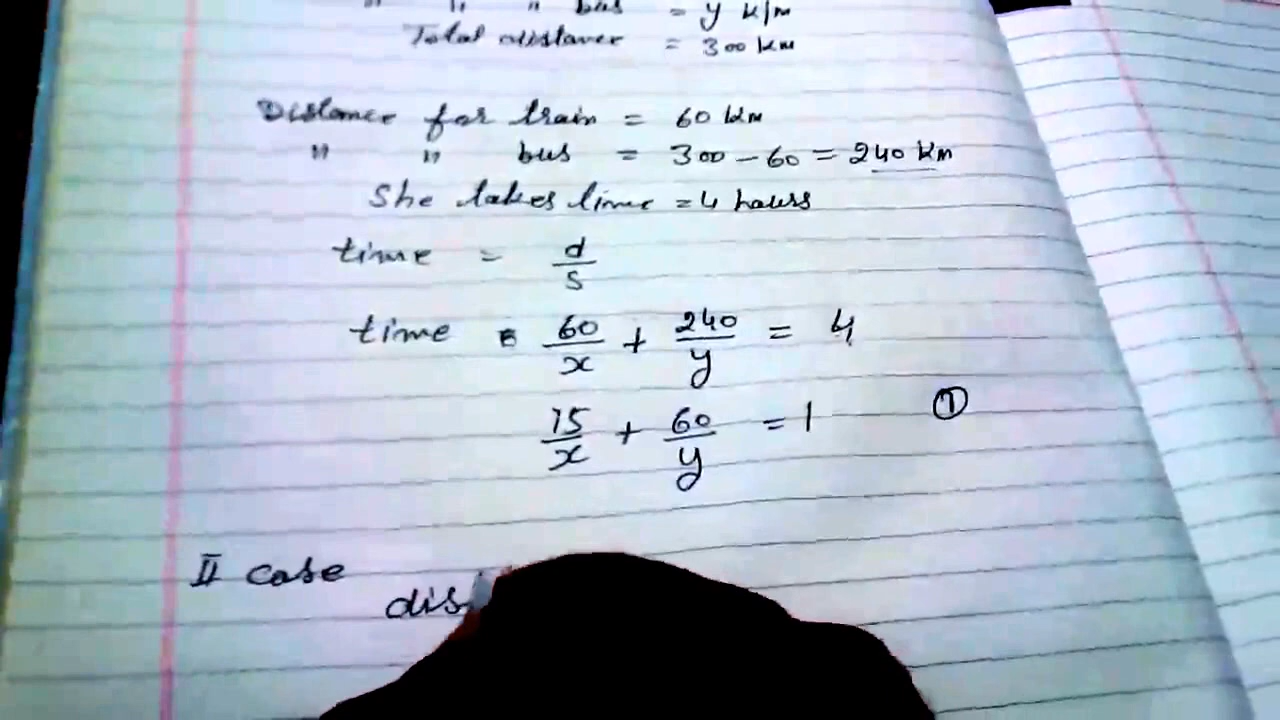 " " " bus = y k/m
Total distance = 300 km
Distance for train = 60 km
" " bus = 300 - 60 = 240 km
She takes time = 4 hours
time = d/s
time = 60/x + 240/y = 4
15/x + 60/y = 1 ①
II case
dis